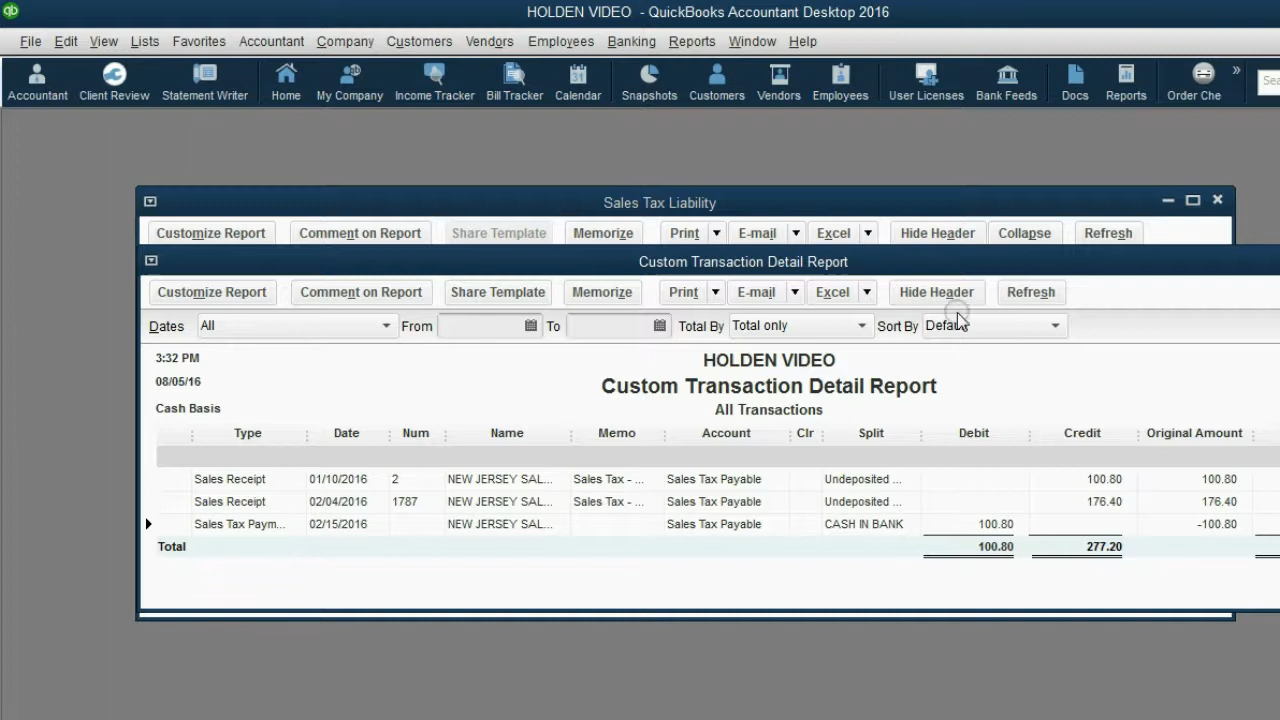 qb HOLDEN VIDEO - QuickBooks Accountant Desktop 2016
File Edit View Lists Favorites Accountant Company Customers Vendors Employees Banking Reports Window Help
Accountant Client Review Statement Writer Home My Company Income Tracker Bill Tracker Calendar Snapshots Customers Vendors Employees User Licenses Bank Feeds Docs Reports Order Che » Sea
Sales Tax Liability
Customize Report Comment on Report Share Template Memorize Print E-mail Excel Hide Header Collapse Refresh
Custom Transaction Detail Report
Customize Report Comment on Report Share Template Memorize Print E-mail Excel Hide Header Refresh
Dates All From To Total By Total only Sort By Default
3:32 PM HOLDEN VIDEO
08/05/16 Custom Transaction Detail Report
Cash Basis All Transactions
Type Date Num Name Memo Account Clr Split Debit Credit Original Amount
Sales Receipt 01/10/2016 2 NEW JERSEY SAL... Sales Tax - ... Sales Tax Payable Undeposited ... 100.80 100.80
Sales Receipt 02/04/2016 1787 NEW JERSEY SAL... Sales Tax - ... Sales Tax Payable Undeposited ... 176.40 176.40
Sales Tax Paym... 02/15/2016 NEW JERSEY SAL... Sales Tax Payable CASH IN BANK 100.80 -100.80
Total 100.80 277.20